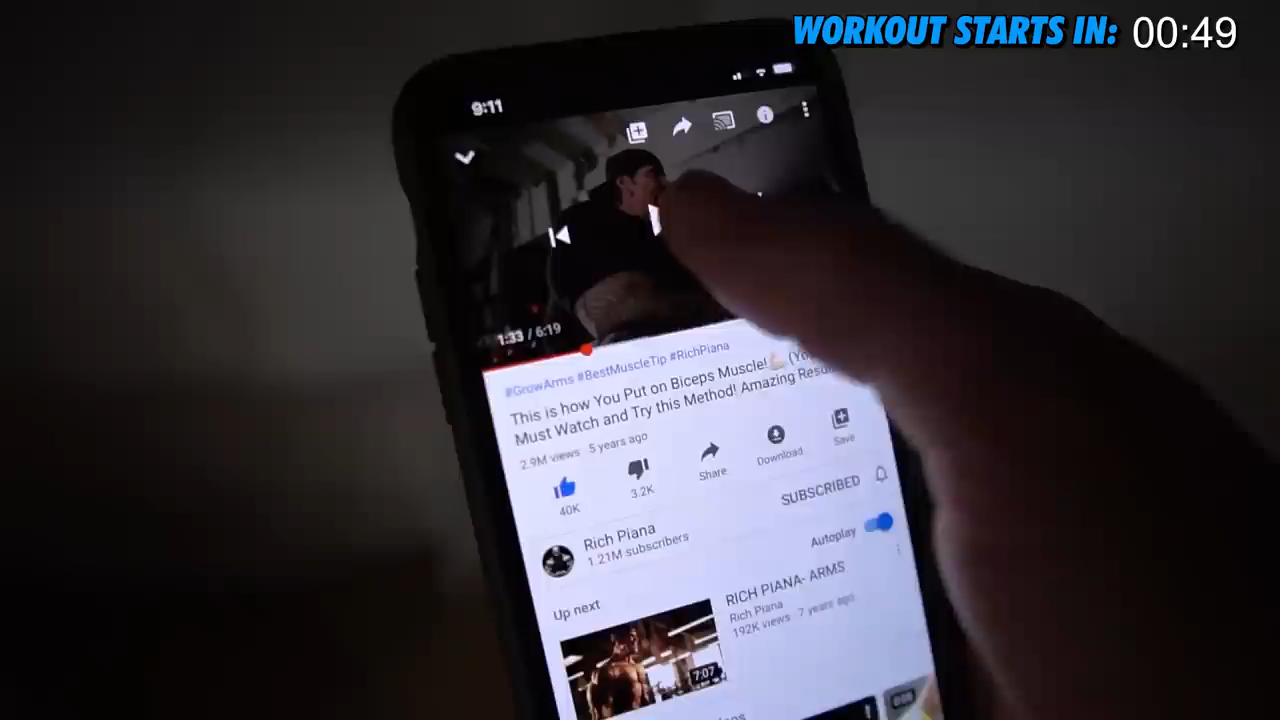 WORKOUT STARTS IN: 00:49
9:11
1:33 / 6:19
#GrowArms #BestMuscleTip #RichPiana
This is how You Put on Biceps Muscle!💪 (Yo
Must Watch and Try this Method! Amazing Resu
2.9M views 5 years ago
40K
3.2K
Share
Download
Save
Rich Piana
1.21M subscribers
SUBSCRIBED
Autoplay
Up next
RICH PIANA- ARMS
Rich Piana
192K views 7 years ago
7:07